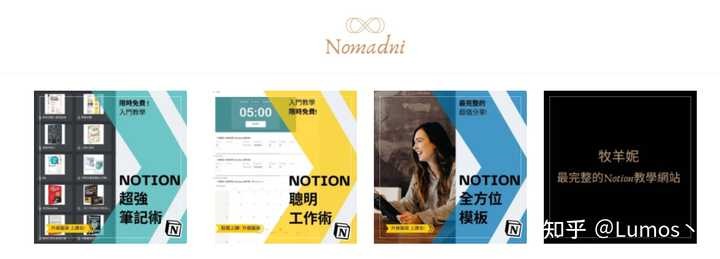 Nomadni
限時免費！
入門教學
NOTION
超強
筆記術
入門教學
限時免費！
05:00
NOTION
聰明
工作術
最完整的
超值分享！
NOTION
全方位
模板
牧羊妮
最完整的Notion教學網站
知乎 @Lumos丶